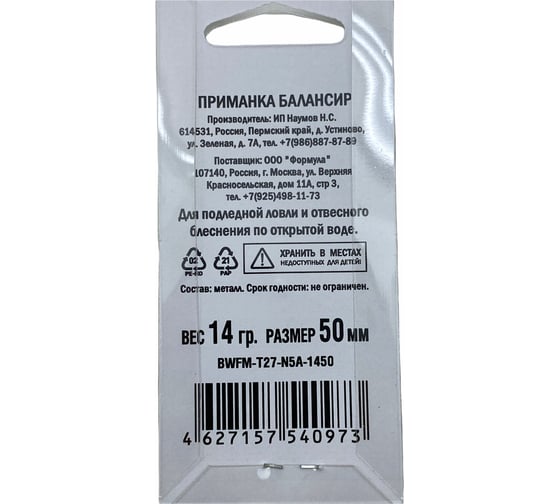 ПРИМАНКА БАЛАНСИР
Производитель: ИП Наумов Н.С.
614531, Россия, Пермский край, д. Устиново,
ул. Зеленая, д. 7А, тел. +7(986)887-87-89
Поставщик: ООО "Формула"
107140, Россия, г. Москва, ул. Верхняя
Красносельская, дом 11А, стр 3,
тел. +7(925)498-11-73
Для подледной ловли и отвесного
блеснения по открытой воде.
02
PE-HD
21
PAP
ХРАНИТЬ В МЕСТАХ
НЕДОСТУПНЫХ ДЛЯ ДЕТЕЙ!
Состав: металл. Срок годности: не ограничен.
ВЕС 14 гр. РАЗМЕР 50 мм
BWFM-T27-N5A-1450
4 627157 540973